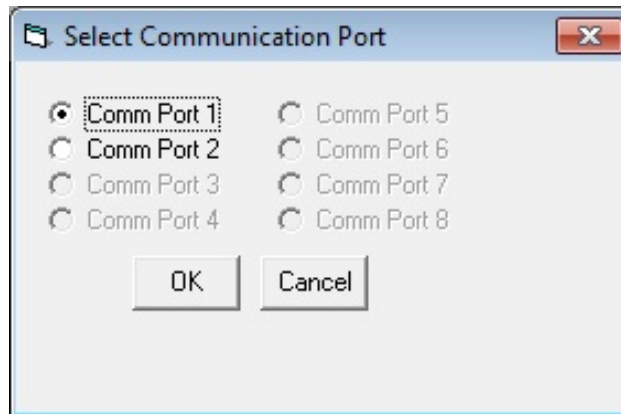 Select Communication Port
Comm Port 1
Comm Port 2
Comm Port 3
Comm Port 4
Comm Port 5
Comm Port 6
Comm Port 7
Comm Port 8
OK
Cancel